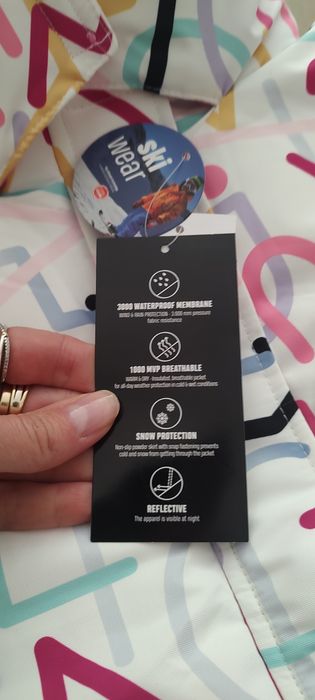 ski
wear
3000 WATERPROOF MEMBRANE
WIND & RAIN PROTECTION - 3.000 mm pressure
fabric resistance
1000 MVP BREATHABLE
WARM & DRY - Insulated, breathable jacket
for all-day weather protection in cold & wet conditions
SNOW PROTECTION
Non-slip powder skirt with snap fastening prevents
cold and snow from getting through the jacket
REFLECTIVE
The apparel is visible at night.